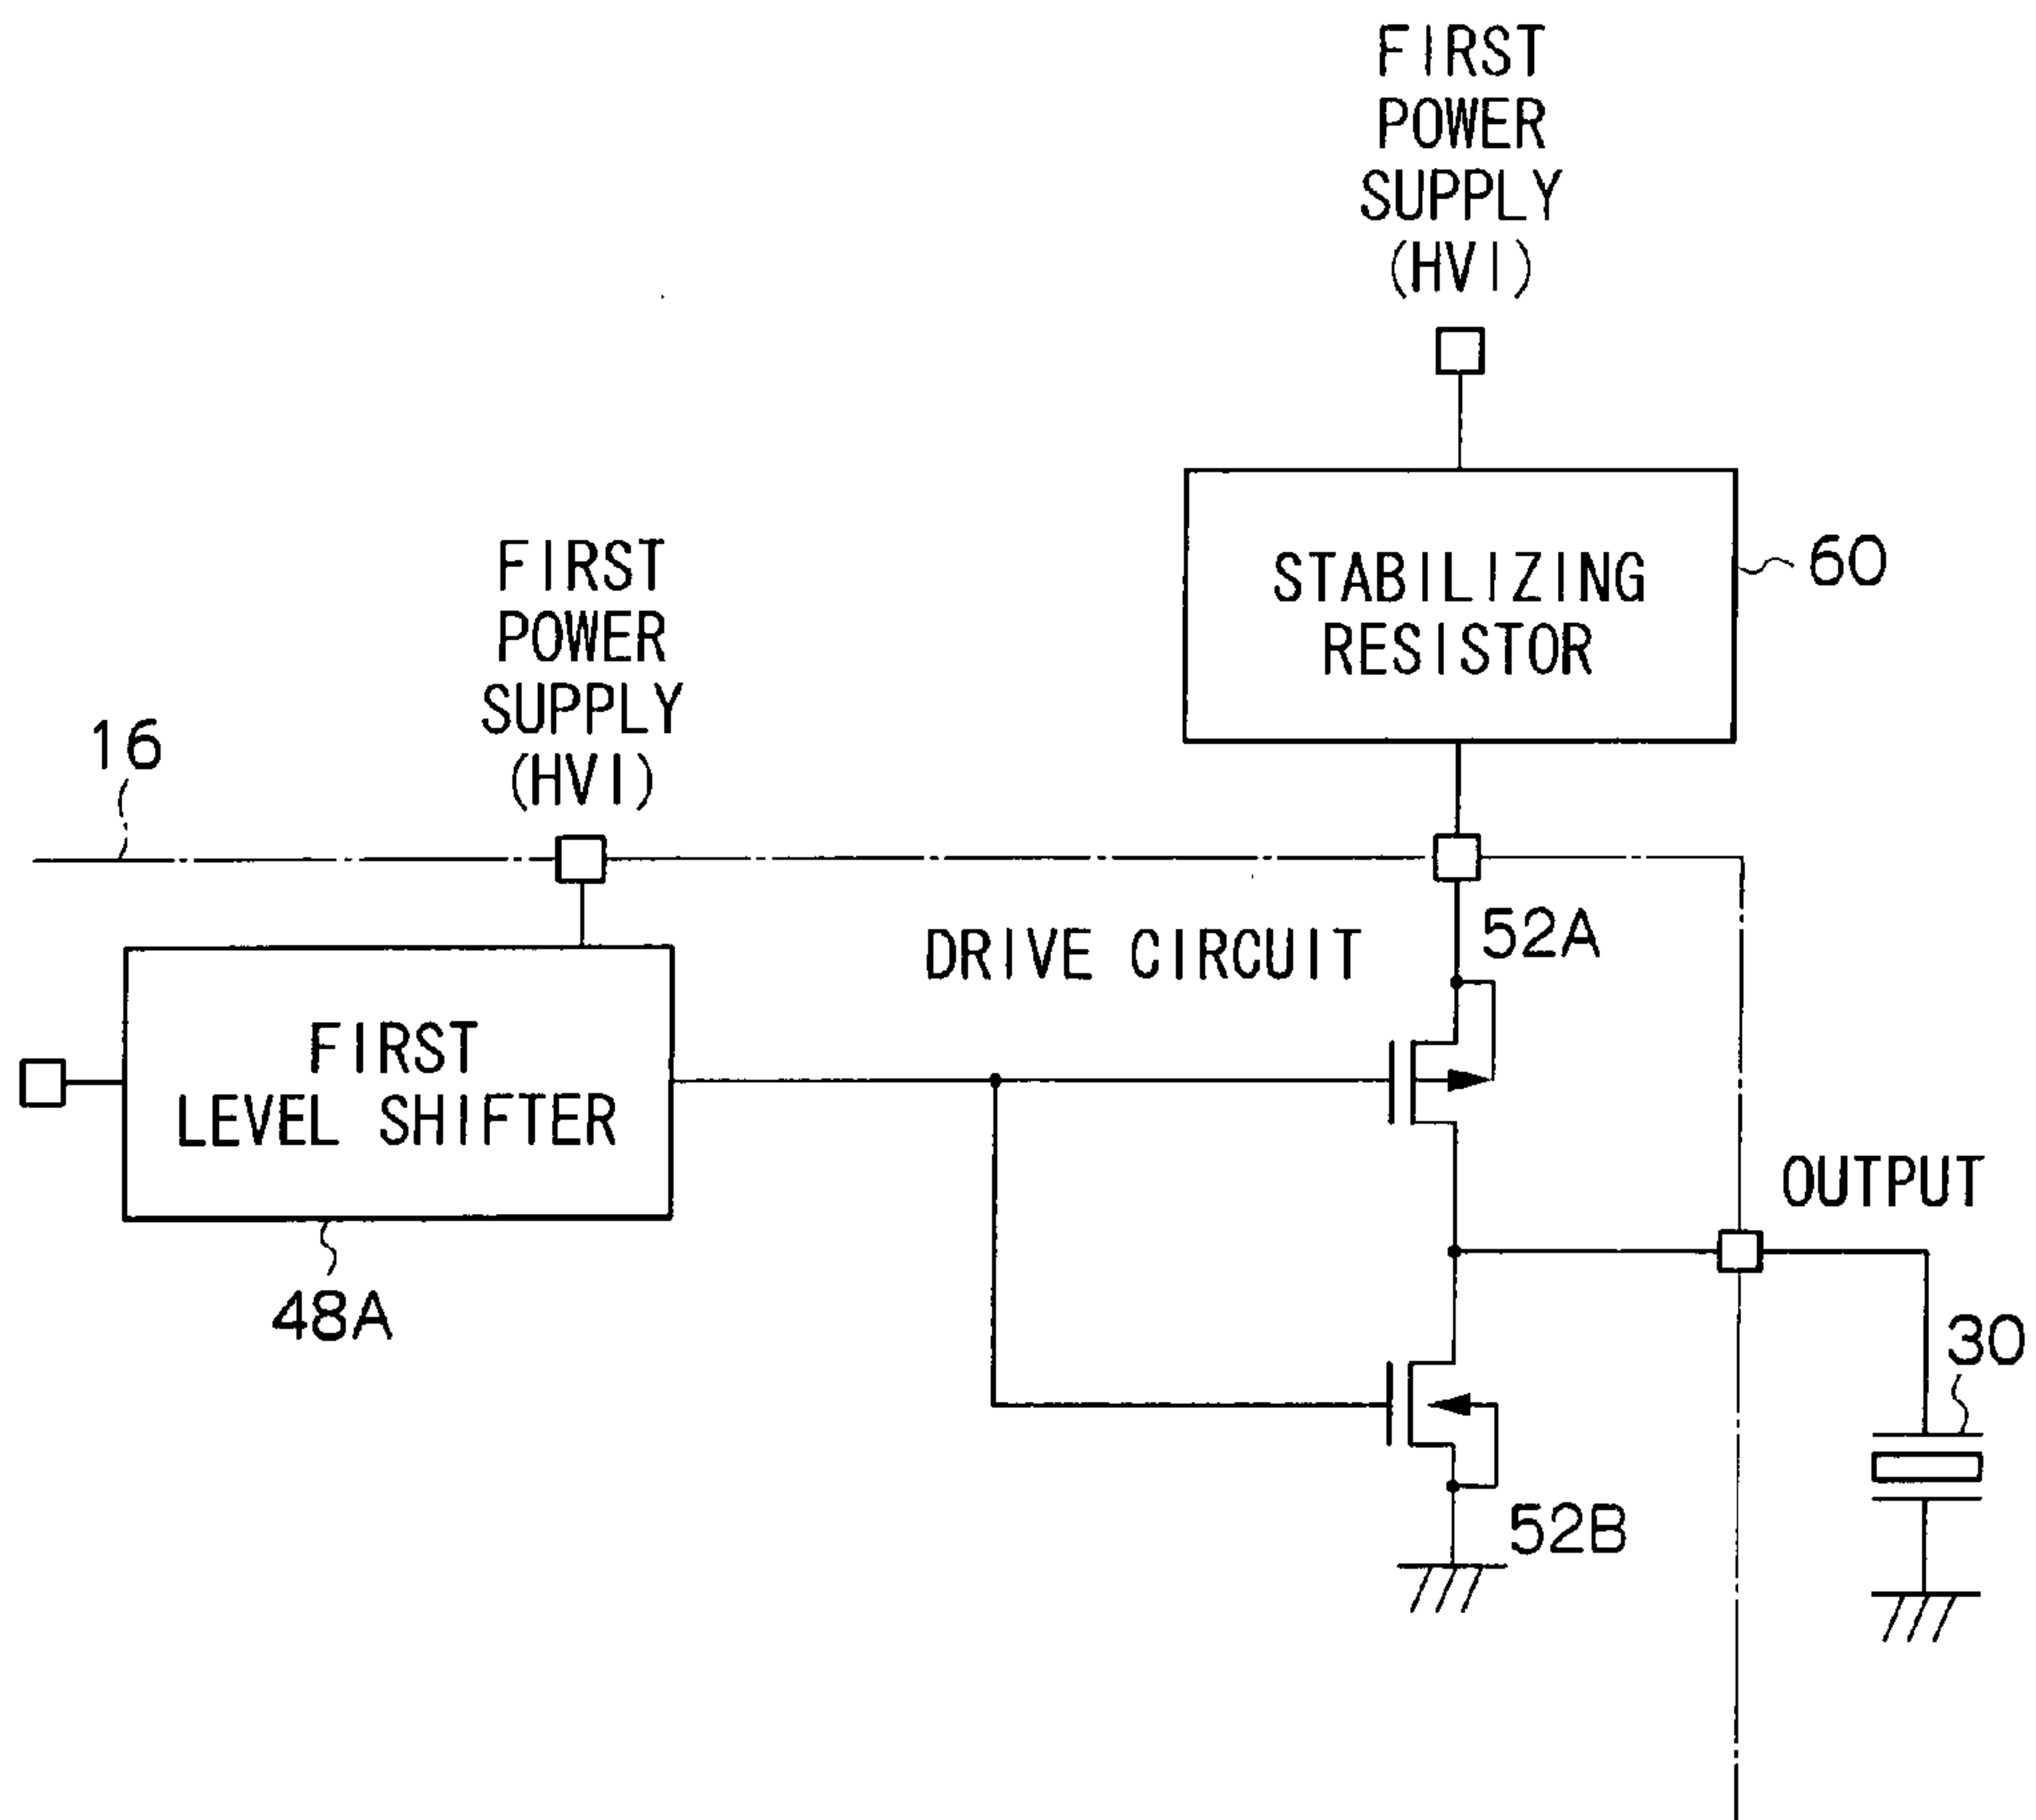 FIRST
POWER
SUPPLY
(HVI)
STABILIZING
RESISTOR
60
FIRST
POWER
SUPPLY
(HVI)
16
DRIVE CIRCUIT
52A
FIRST
LEVEL SHIFTER
48A
OUTPUT
30
52B